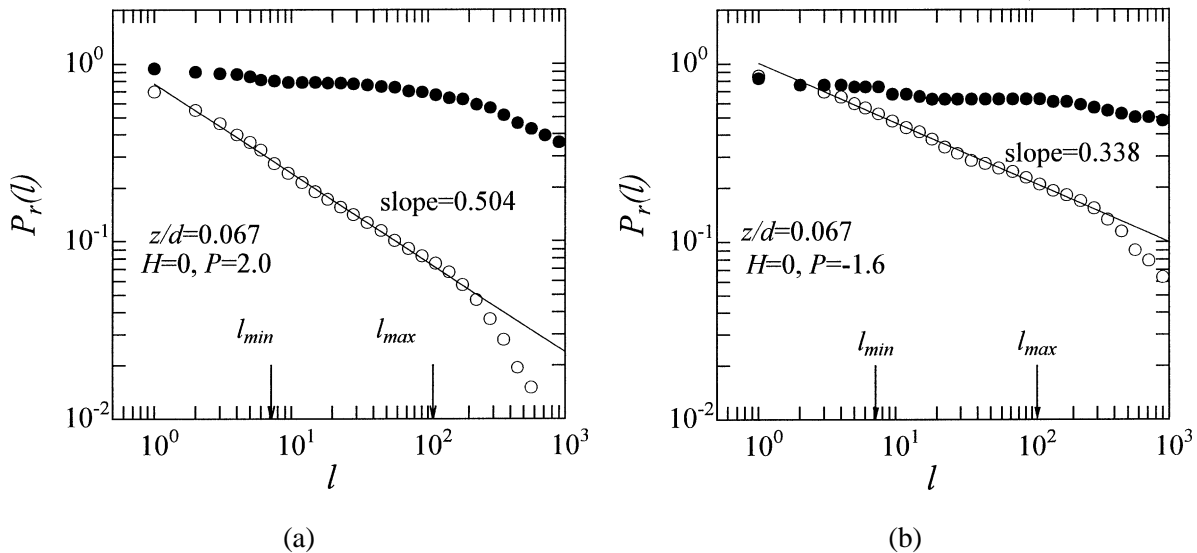 10^0
10^-1
10^-2
P_r(l)
slope=0.504
z/d=0.067
H=0, P=2.0
l_min
l_max
10^0 10^1 10^2 10^3
l
(a)
10^0
10^-1
10^-2
P_r(l)
slope=0.338
z/d=0.067
H=0, P=-1.6
l_min
l_max
10^0 10^1 10^2 10^3
l
(b)